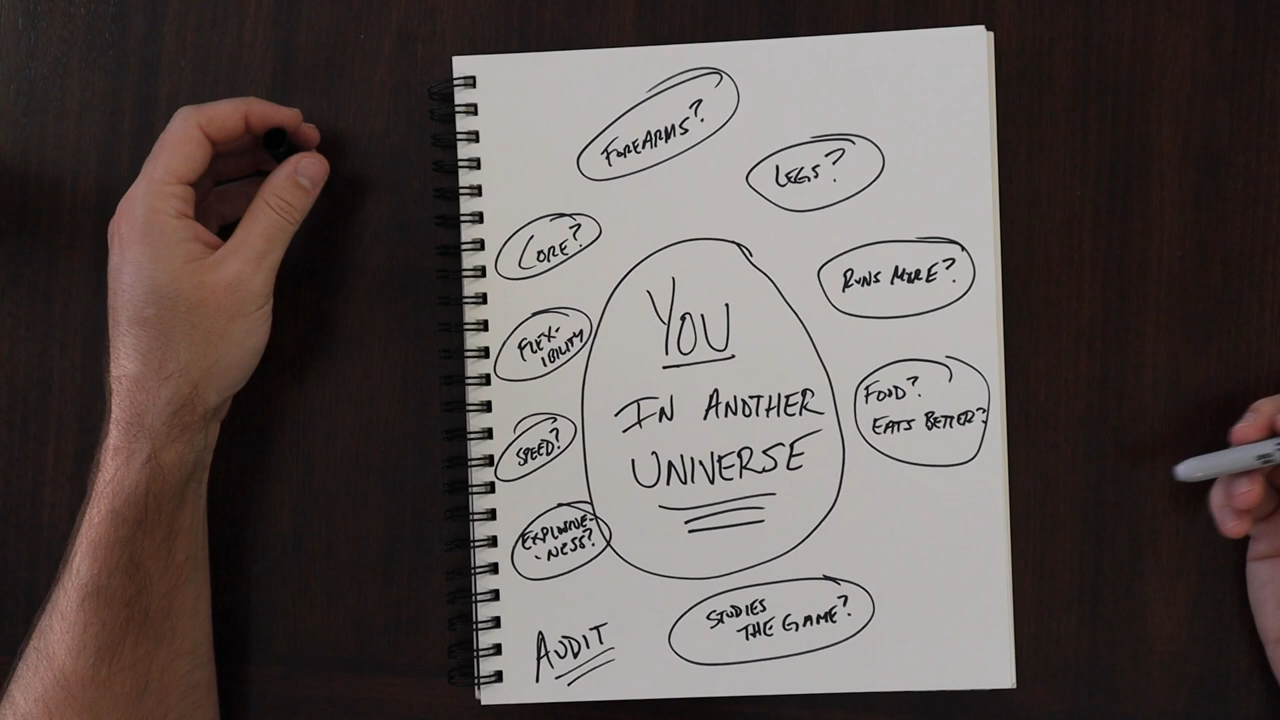 FOREARMS?
LEGS?
CORE?
RUNS MORE?
FLEX-
IBILITY
YOU
IN ANOTHER
UNIVERSE
FOOD?
EATS BETTER?
SPEED?
EXPLOSIVE-
NESS?
STUDIES
THE GAME?
AUDIT